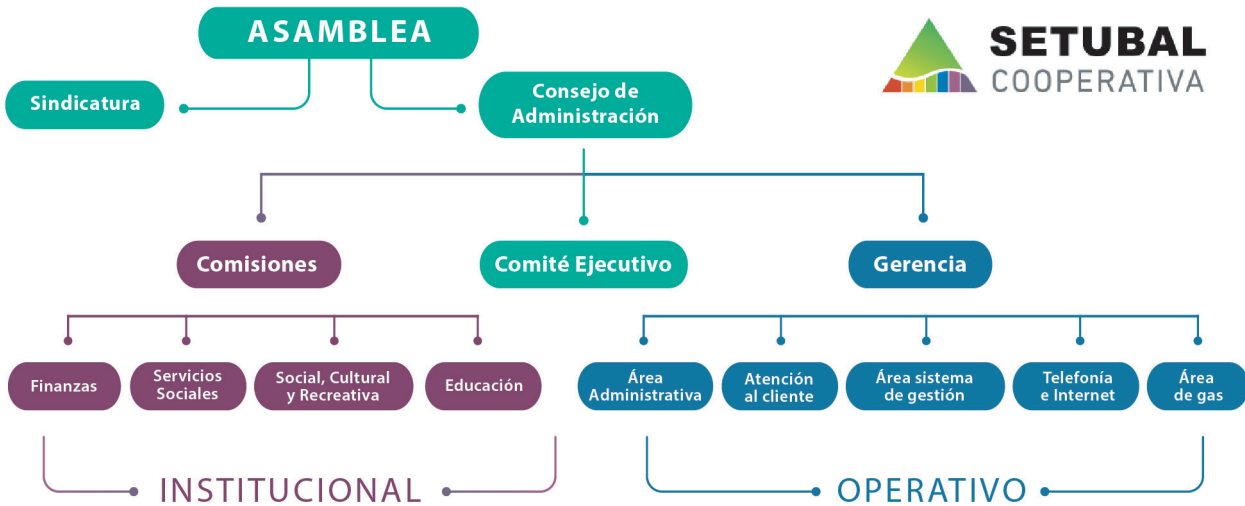 ASAMBLEA
SETUBAL
COOPERATIVA
Sindicatura
Consejo de
Administración
Comisiones
Comité Ejecutivo
Gerencia
Finanzas
Servicios
Sociales
Social, Cultural
y Recreativa
Educación
Área
Administrativa
Atención
al cliente
Área sistema
de gestión
Telefonía
e Internet
Área
de gas
INSTITUCIONAL
OPERATIVO